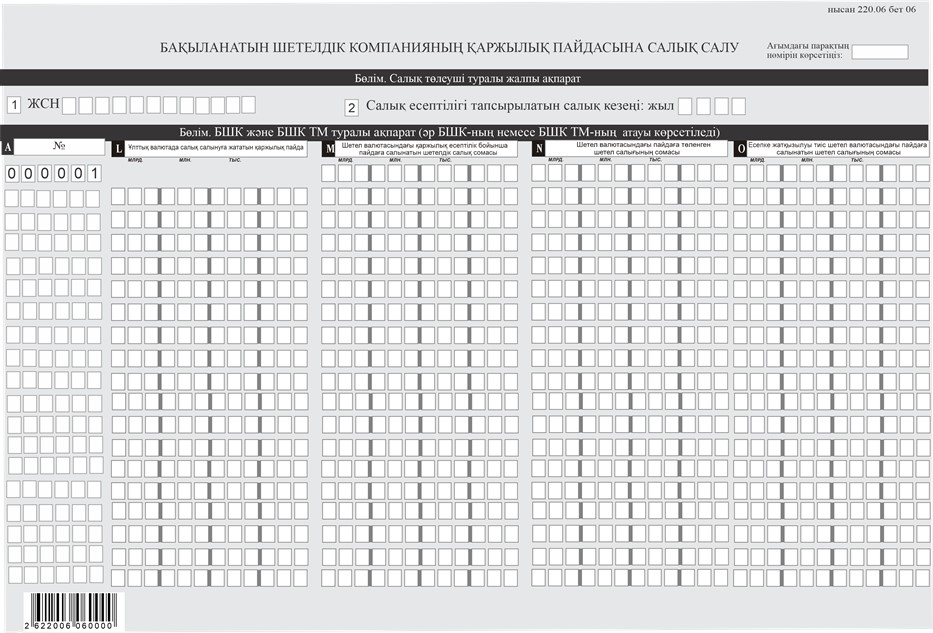 нысан 220.06 бет 06
БАҚЫЛАНАТЫН ШЕТЕЛДІК КОМПАНИЯНЫҢ ҚАРЖЫЛЫҚ ПАЙДАСЫНА САЛЫҚ САЛУ
Ағымдағы парақтың
нөмірін көрсетіңіз:
Бөлім. Салық төлеуші туралы жалпы ақпарат
1 ЖСН
2 Салық есептілігі тапсырылатын салық кезеңі: жыл
Бөлім. БШК және БШК ТМ туралы ақпарат (әр БШК-ның немесе БШК ТМ-ның атауы көрсетіледі)
A №
L Ұлттық валютада салық салынуға жататын қаржылық пайда
M Шетел валютасындағы қаржылық есептілік бойынша
пайдаға салынатын шетелдік салық сомасы
N Шетел валютасындағы пайдаға төленген
шетел салығының сомасы
O Есепке жатқызылуы тиіс шетел валютасындағы пайдаға
салынатын шетел салығының сомасы
МЛРД. МЛН. ТЫС. МЛРД. МЛН. ТЫС. МЛРД. МЛН. ТЫС. МЛРД. МЛН. ТЫС.
000001
2 622006 060000